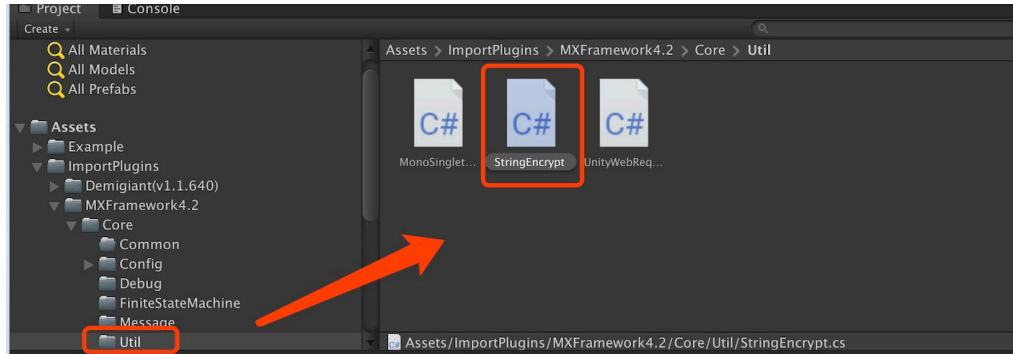 Project
Console
Create
All Materials
All Models
All Prefabs
Assets
Example
ImportPlugins
Demigiant(v1.1.640)
MXFramework4.2
Core
Common
Config
Debug
FiniteStateMachine
Message
Util
Assets > ImportPlugins > MXFramework4.2 > Core > Util
C# C# C#
MonoSinglet... StringEncrypt UnityWebReq...
Assets/ImportPlugins/MXFramework4.2/Core/Util/StringEncrypt.cs